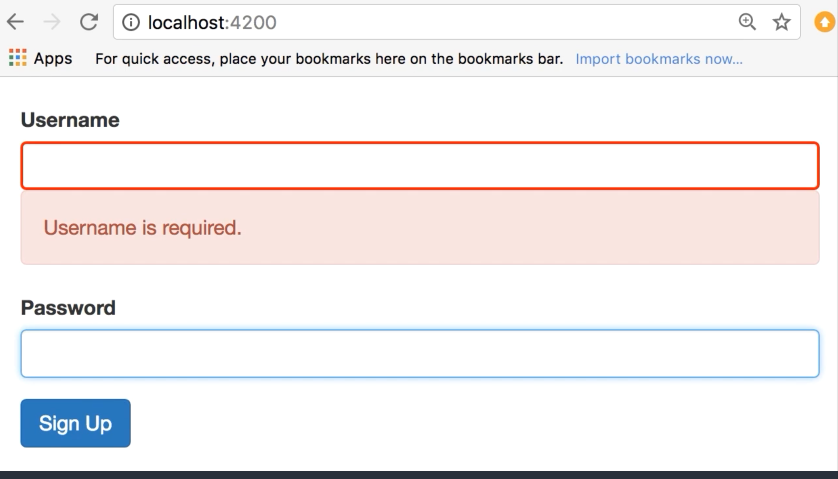 localhost:4200
Apps For quick access, place your bookmarks here on the bookmarks bar. Import bookmarks now...
Username
Username is required.
Password
Sign Up